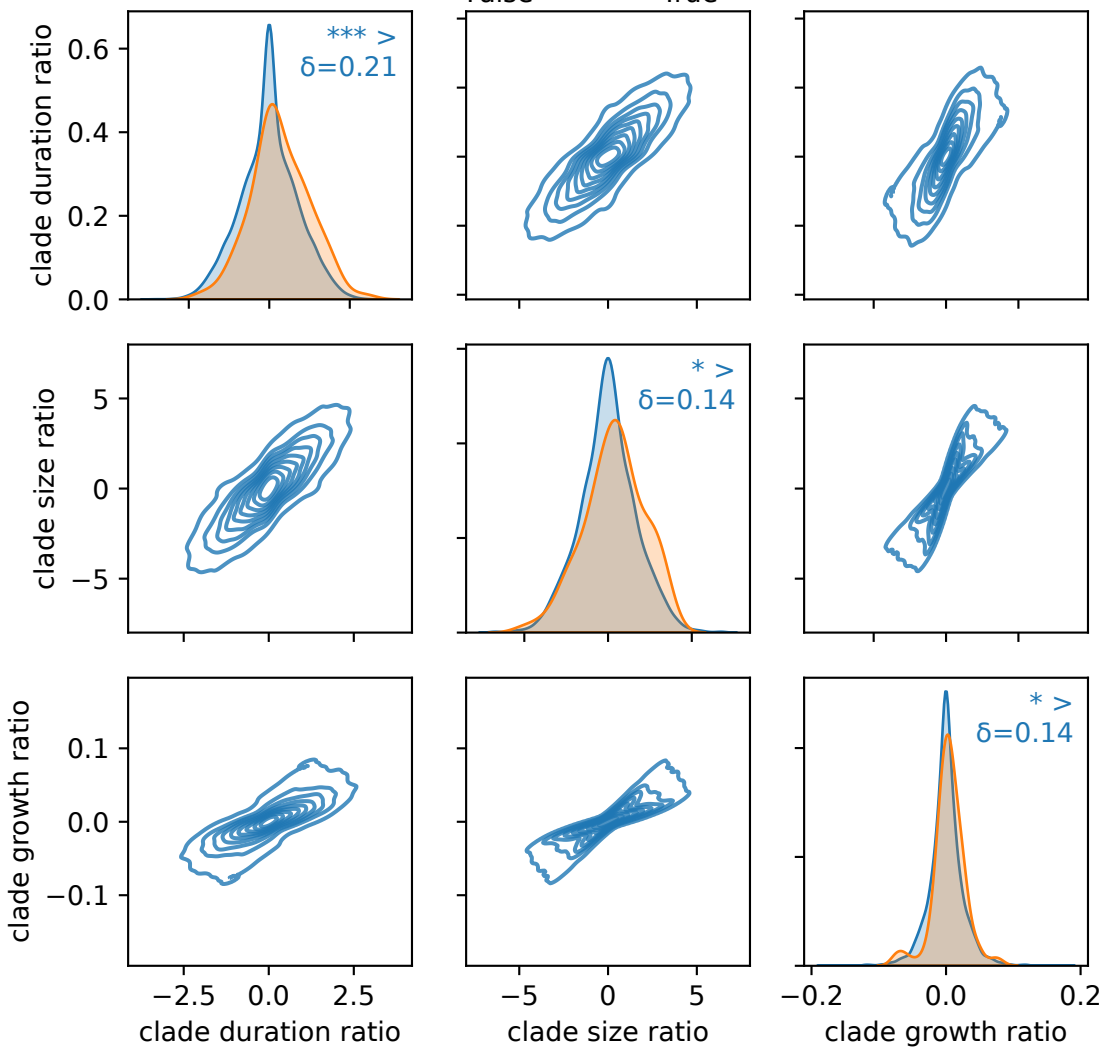 *** >
δ=0.21
clade duration ratio
0.6
0.4
0.2
0.0
* >
δ=0.14
clade size ratio
5
0
−5
* >
δ=0.14
clade growth ratio
0.1
0.0
−0.1
−2.5 0.0 2.5
−5 0 5
−0.2 0.0 0.2
clade duration ratio
clade size ratio
clade growth ratio